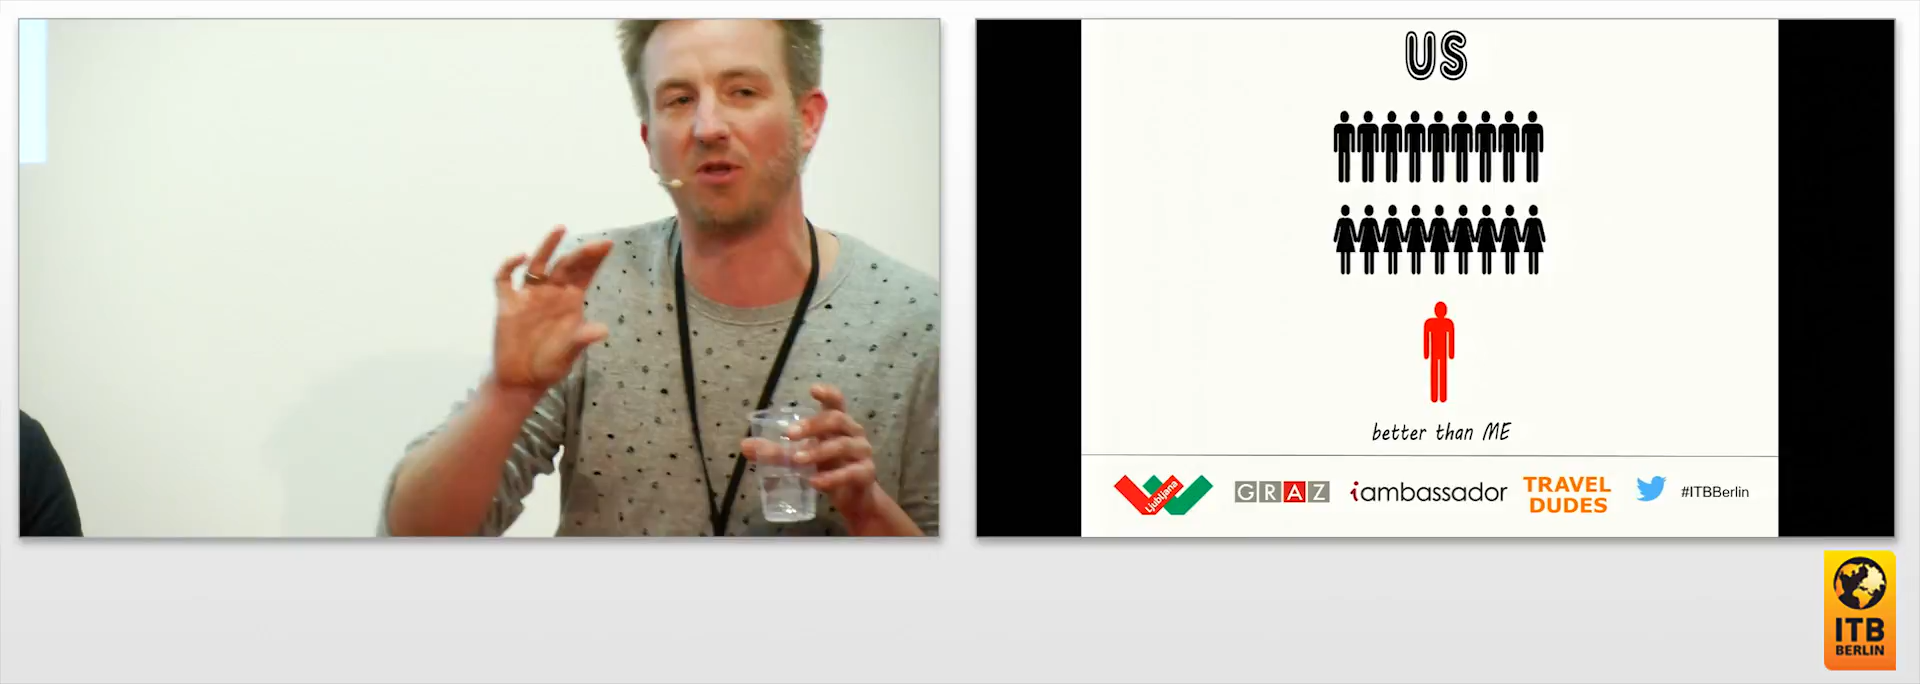 US
better than ME
Ljubljana
GRAZ
iambassador
TRAVEL
DUDES
#ITBBerlin
ITB
BERLIN